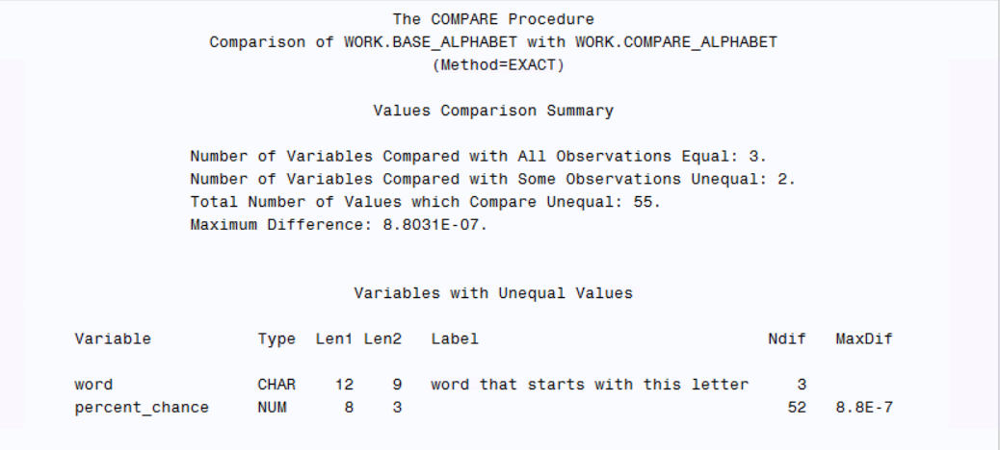 The COMPARE Procedure
Comparison of WORK.BASE_ALPHABET with WORK.COMPARE_ALPHABET
(Method=EXACT)
Values Comparison Summary
Number of Variables Compared with All Observations Equal: 3.
Number of Variables Compared with Some Observations Unequal: 2.
Total Number of Values which Compare Unequal: 55.
Maximum Difference: 8.8031E-07.
Variables with Unequal Values
Variable Type Len1 Len2 Label Ndif MaxDif
word CHAR 12 9 word that starts with this letter 3
percent_chance NUM 8 3 52 8.8E-7